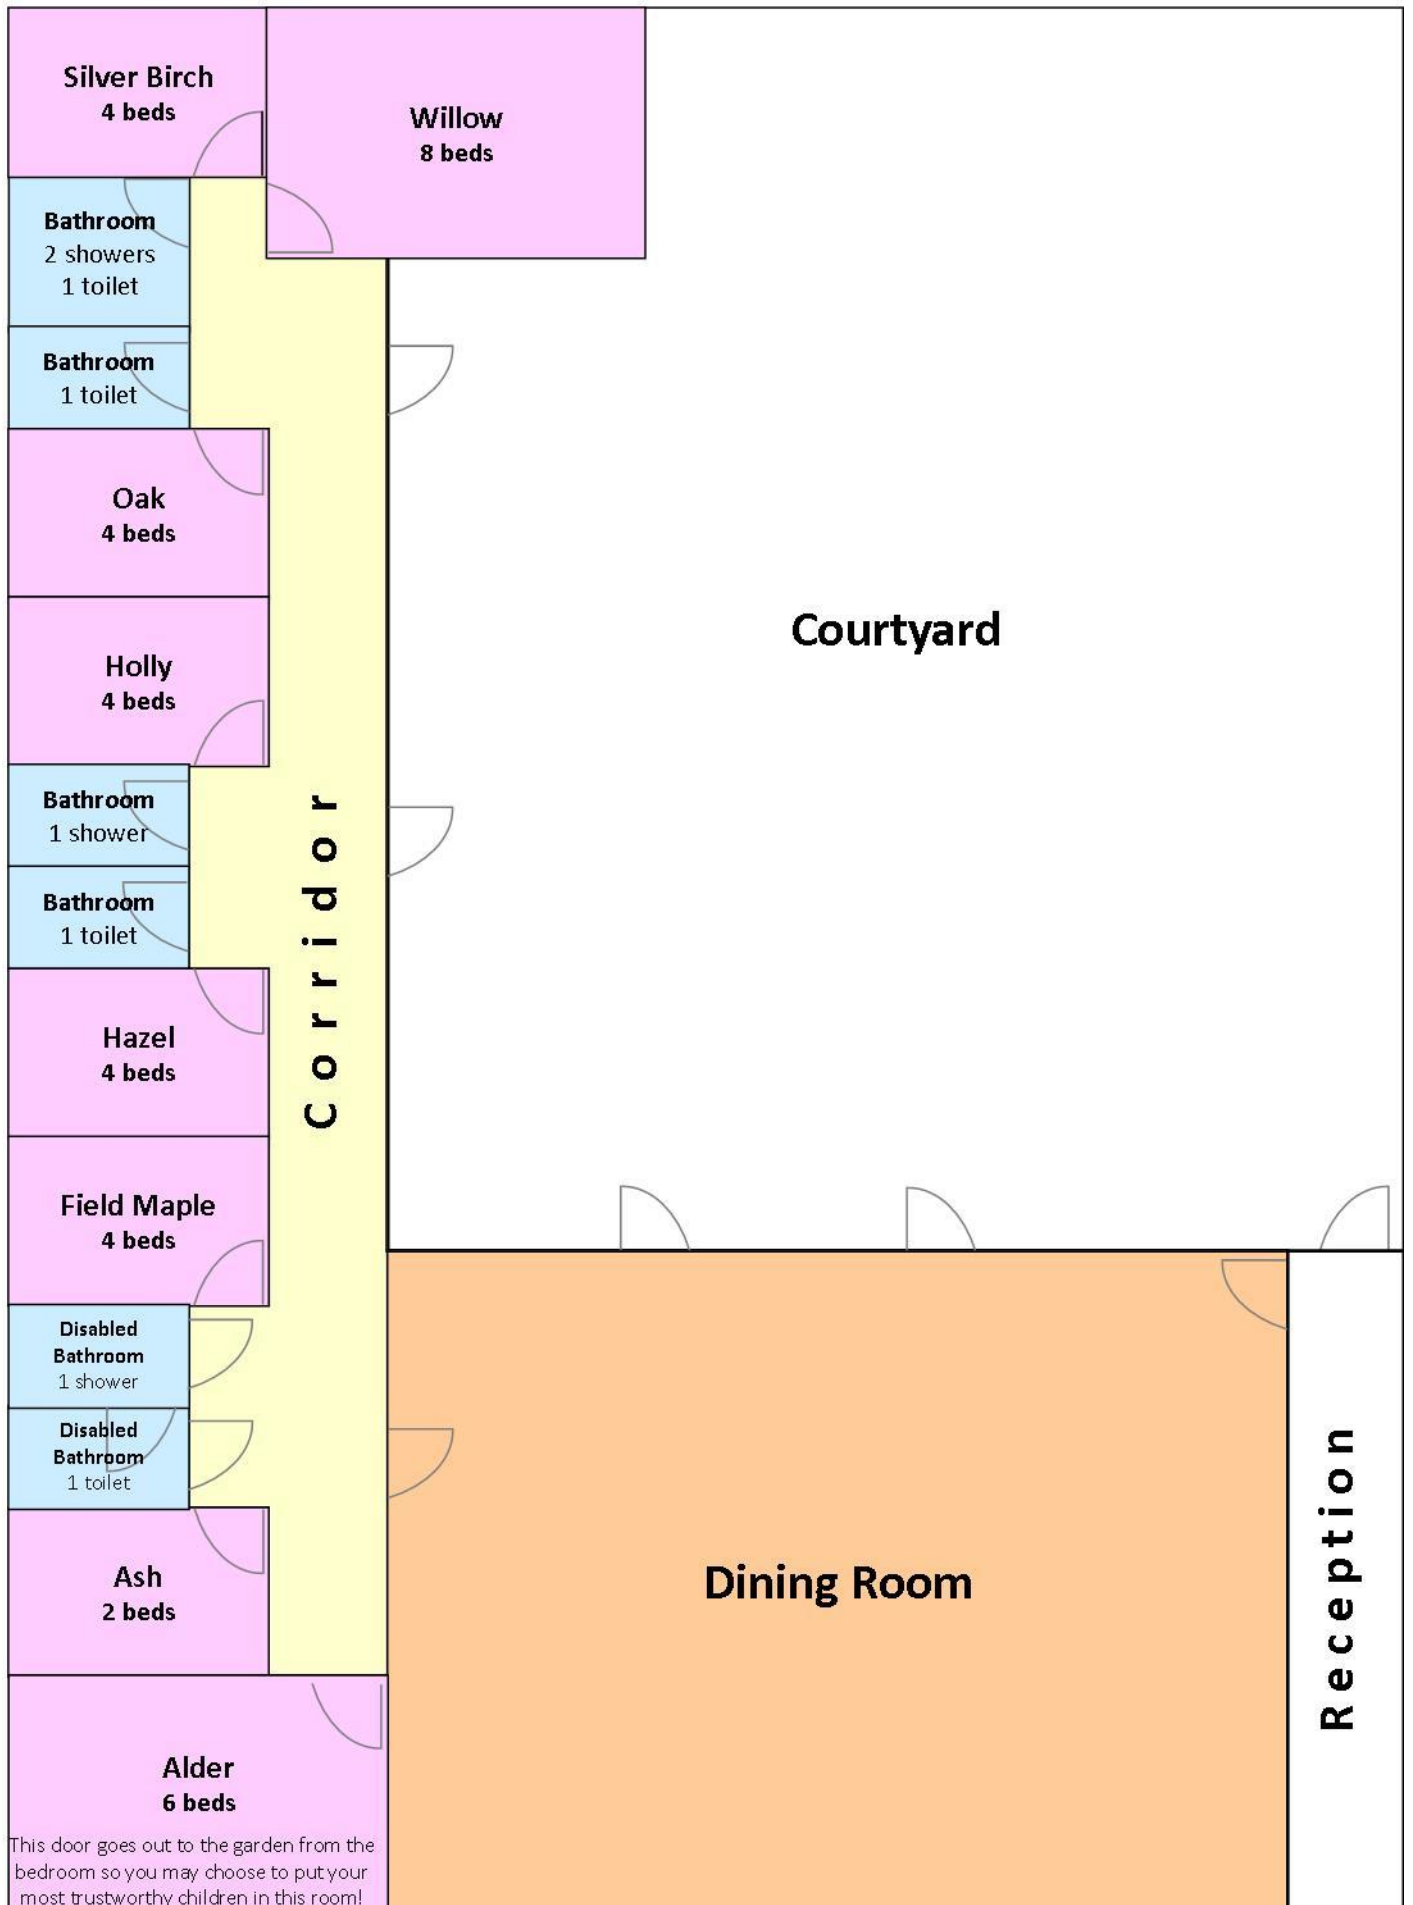 Silver Birch
4 beds
Willow
8 beds
Bathroom
2 showers
1 toilet
Bathroom
1 toilet
Oak
4 beds
Holly
4 beds
Courtyard
Bathroom
1 shower
Bathroom
1 toilet
Corridor
Hazel
4 beds
Field Maple
4 beds
Disabled
Bathroom
1 shower
Disabled
Bathroom
1 toilet
Ash
2 beds
Dining Room
Reception
Alder
6 beds
This door goes out to the garden from the
bedroom so you may choose to put your
most trustworthy children in this room!